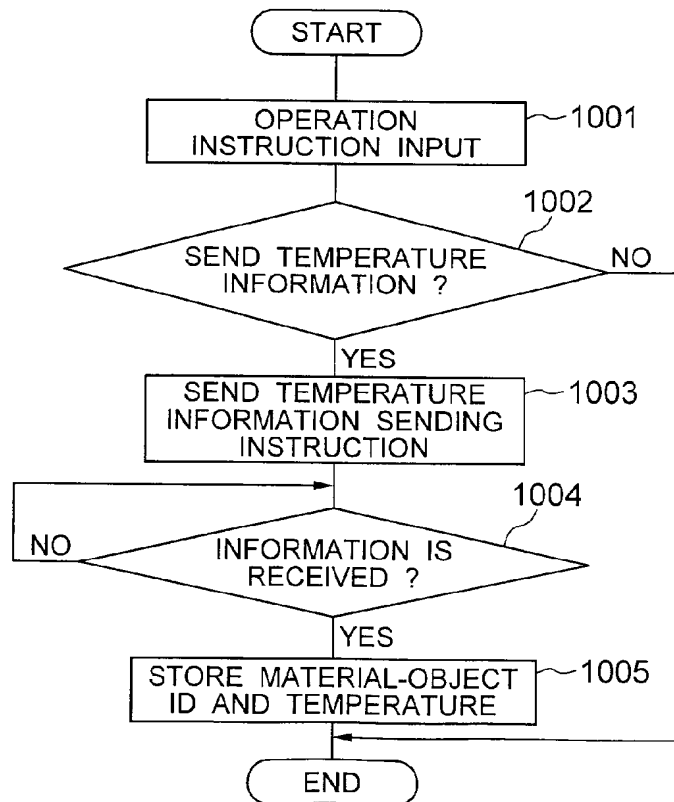 START
OPERATION
INSTRUCTION INPUT
1001
1002
SEND TEMPERATURE
INFORMATION ?
NO
YES
SEND TEMPERATURE
INFORMATION SENDING
INSTRUCTION
1003
1004
NO
INFORMATION IS
RECEIVED ?
YES
STORE MATERIAL-OBJECT
ID AND TEMPERATURE
1005
END